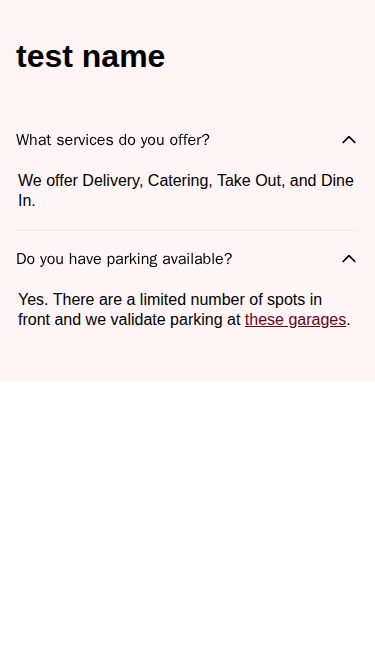 test name
What services do you offer?
We offer Delivery, Catering, Take Out, and Dine
In.
Do you have parking available?
Yes. There are a limited number of spots in
front and we validate parking at these garages.